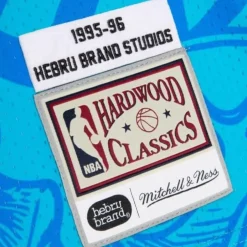 1995-96
HEBRU BRAND STUDIOS
HARDWOOD
NBA
CLASSICS
hebru
brand
Mitchell & Ness